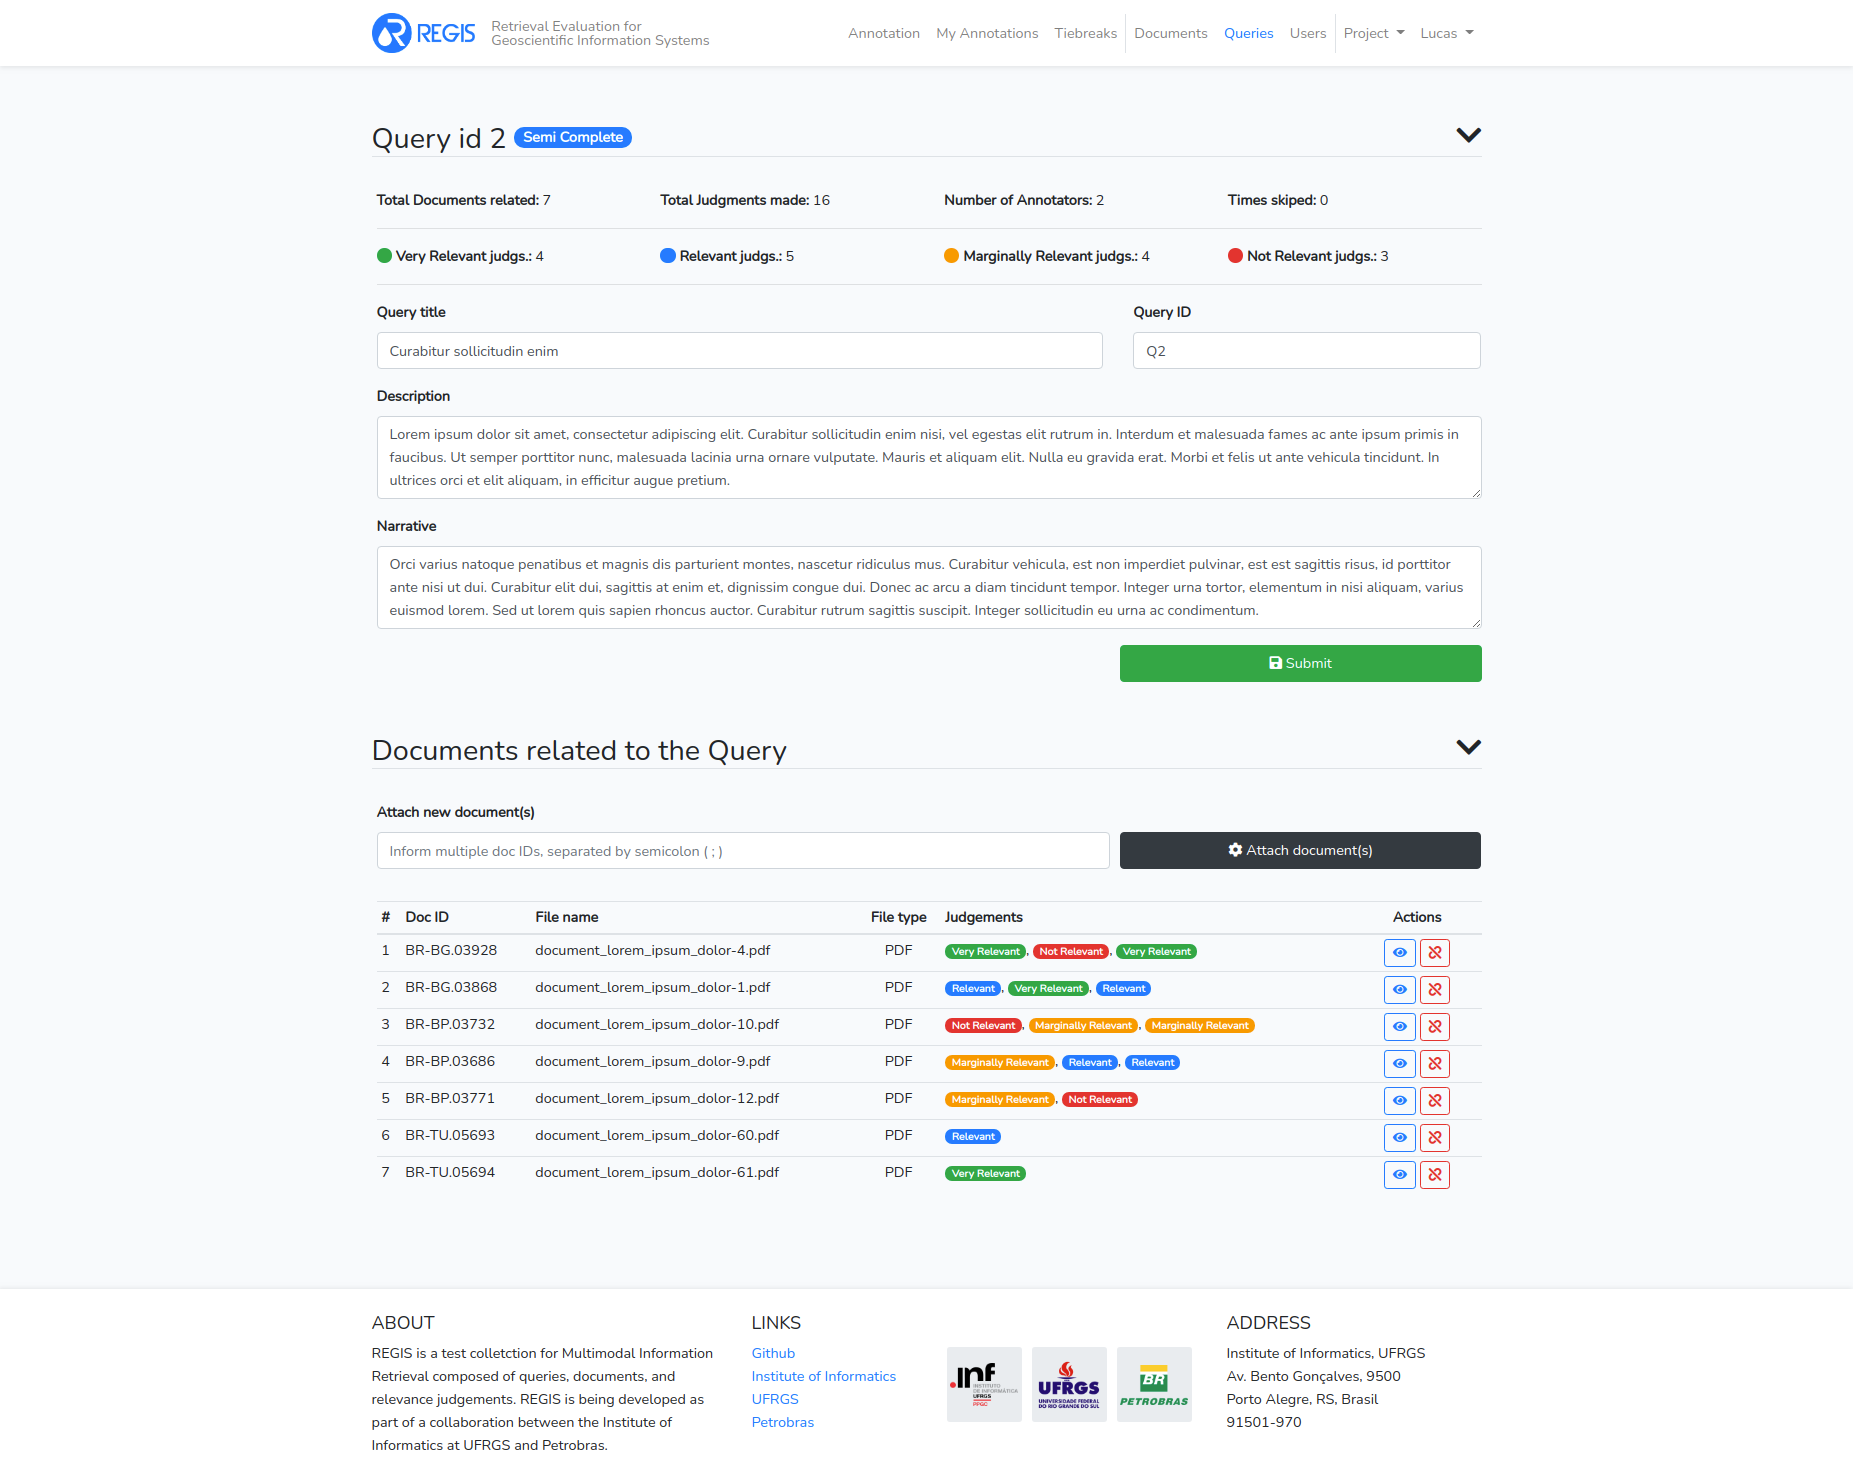 REGIS
Retrieval Evaluation for
Geoscientific Information Systems
Annotation My Annotations Tiebreaks Documents Queries Users Project Lucas
Query id 2 Semi Complete
Total Documents related: 7 Total Judgments made: 16 Number of Annotators: 2 Times skiped: 0
Very Relevant judgs.: 4 Relevant judgs.: 5 Marginally Relevant judgs.: 4 Not Relevant judgs.: 3
Query title Query ID
Curabitur sollicitudin enim Q2
Description
Lorem ipsum dolor sit amet, consectetur adipiscing elit. Curabitur sollicitudin enim nisi, vel egestas elit rutrum in. Interdum et malesuada fames ac ante ipsum primis in
faucibus. Ut semper porttitor nunc, malesuada lacinia urna ornare vulputate. Mauris et aliquam elit. Nulla eu gravida erat. Morbi et felis ut ante vehicula tincidunt. In
ultrices orci et elit aliquam, in efficitur augue pretium.
Narrative
Orci varius natoque penatibus et magnis dis parturient montes, nascetur ridiculus mus. Curabitur vehicula, est non imperdiet pulvinar, est est sagittis risus, id porttitor
ante nisi ut dui. Curabitur elit dui, sagittis at enim et, dignissim congue dui. Donec ac arcu a diam tincidunt tempor. Integer urna tortor, elementum in nisi aliquam, varius
euismod lorem. Sed ut lorem quis sapien rhoncus auctor. Curabitur rutrum sagittis suscipit. Integer sollicitudin eu urna ac condimentum.
Submit
Documents related to the Query
Attach new document(s)
Inform multiple doc IDs, separated by semicolon ( ; ) Attach document(s)
# Doc ID File name File type Judgements Actions
1 BR-BG.03928 document_lorem_ipsum_dolor-4.pdf PDF Very Relevant, Not Relevant, Very Relevant
2 BR-BG.03868 document_lorem_ipsum_dolor-1.pdf PDF Relevant, Very Relevant, Relevant
3 BR-BP.03732 document_lorem_ipsum_dolor-10.pdf PDF Not Relevant, Marginally Relevant, Marginally Relevant
4 BR-BP.03686 document_lorem_ipsum_dolor-9.pdf PDF Marginally Relevant, Relevant, Relevant
5 BR-BP.03771 document_lorem_ipsum_dolor-12.pdf PDF Marginally Relevant, Not Relevant
6 BR-TU.05693 document_lorem_ipsum_dolor-60.pdf PDF Relevant
7 BR-TU.05694 document_lorem_ipsum_dolor-61.pdf PDF Very Relevant
ABOUT
REGIS is a test colletction for Multimodal Information
Retrieval composed of queries, documents, and
relevance judgements. REGIS is being developed as
part of a collaboration between the Institute of
Informatics at UFRGS and Petrobras.
LINKS
Github
Institute of Informatics
UFRGS
Petrobras
.inf
INSTITUTO
DE INFORMÁTICA
UFRGS
PPGC
UFRGS
UNIVERSIDADE FEDERAL
DO RIO GRANDE DO SUL
BR
PETROBRAS
ADDRESS
Institute of Informatics, UFRGS
Av. Bento Gonçalves, 9500
Porto Alegre, RS, Brasil
91501-970